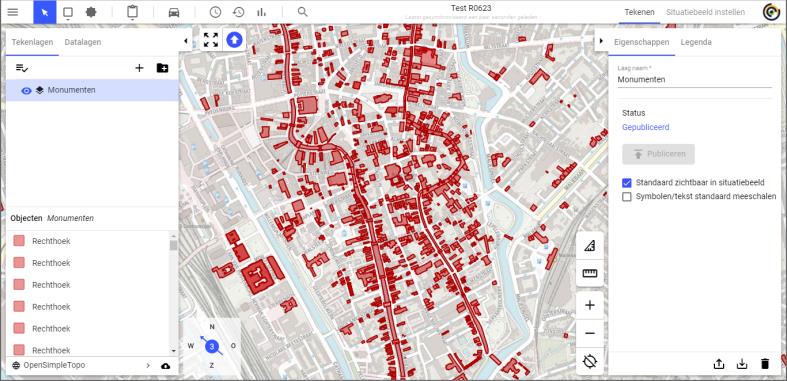 Test R0623
Laatst gesynchroniseerd een paar seconden geleden
Tekenen
Situatiebeeld instellen
Tekenlagen
Datalagen
Monumenten
Objecten Monumenten
Rechthoek
Rechthoek
Rechthoek
Rechthoek
Rechthoek
Rechthoek
OpenSimpleTopo
N
W 3 O
Z
Eigenschappen
Legenda
Laag naam *
Monumenten
Status
Gepubliceerd
Publiceren
Standaard zichtbaar in situatiebeeld
Symbolen/tekst standaard meeschalen